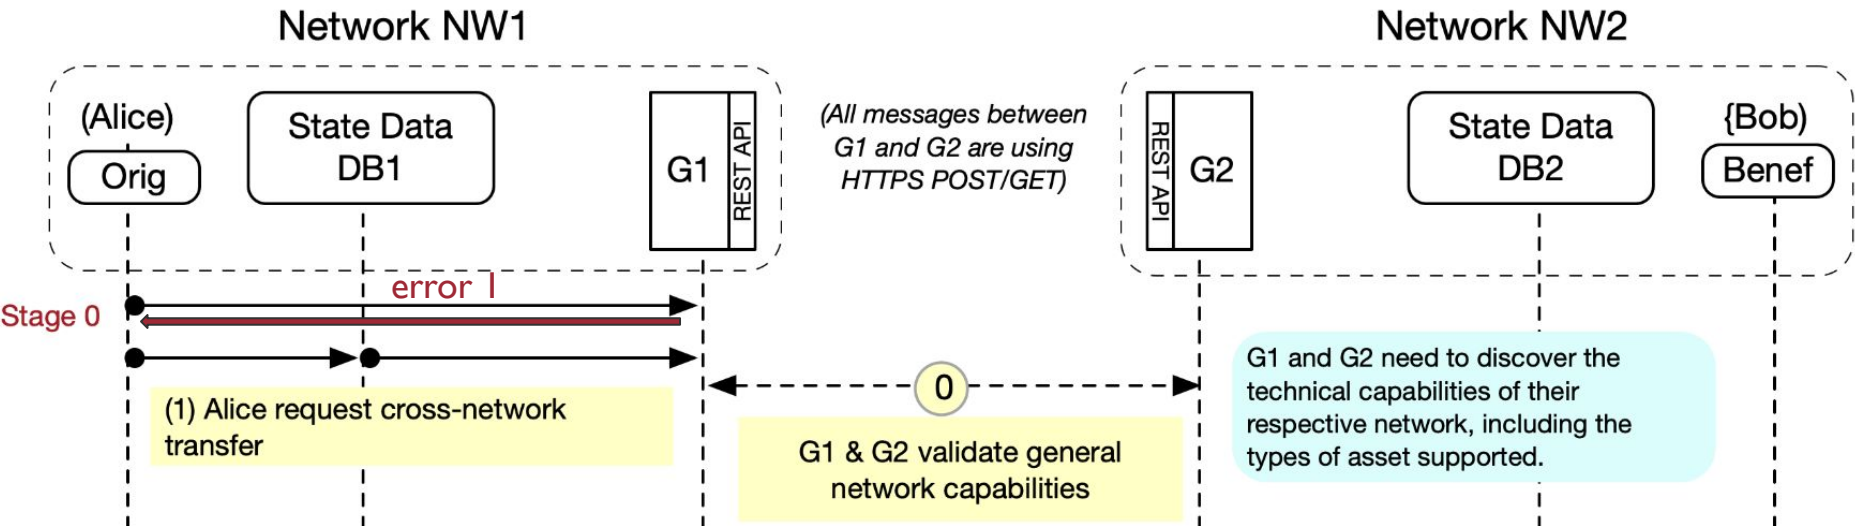 Network NW1
Network NW2
(Alice)
Orig
State Data
DB1
G1
REST API
(All messages between
G1 and G2 are using
HTTPS POST/GET)
REST API
G2
State Data
DB2
{Bob)
Benef
error 1
Stage 0
(1) Alice request cross-network
transfer
0
G1 & G2 validate general
network capabilities
G1 and G2 need to discover the
technical capabilities of their
respective network, including the
types of asset supported.